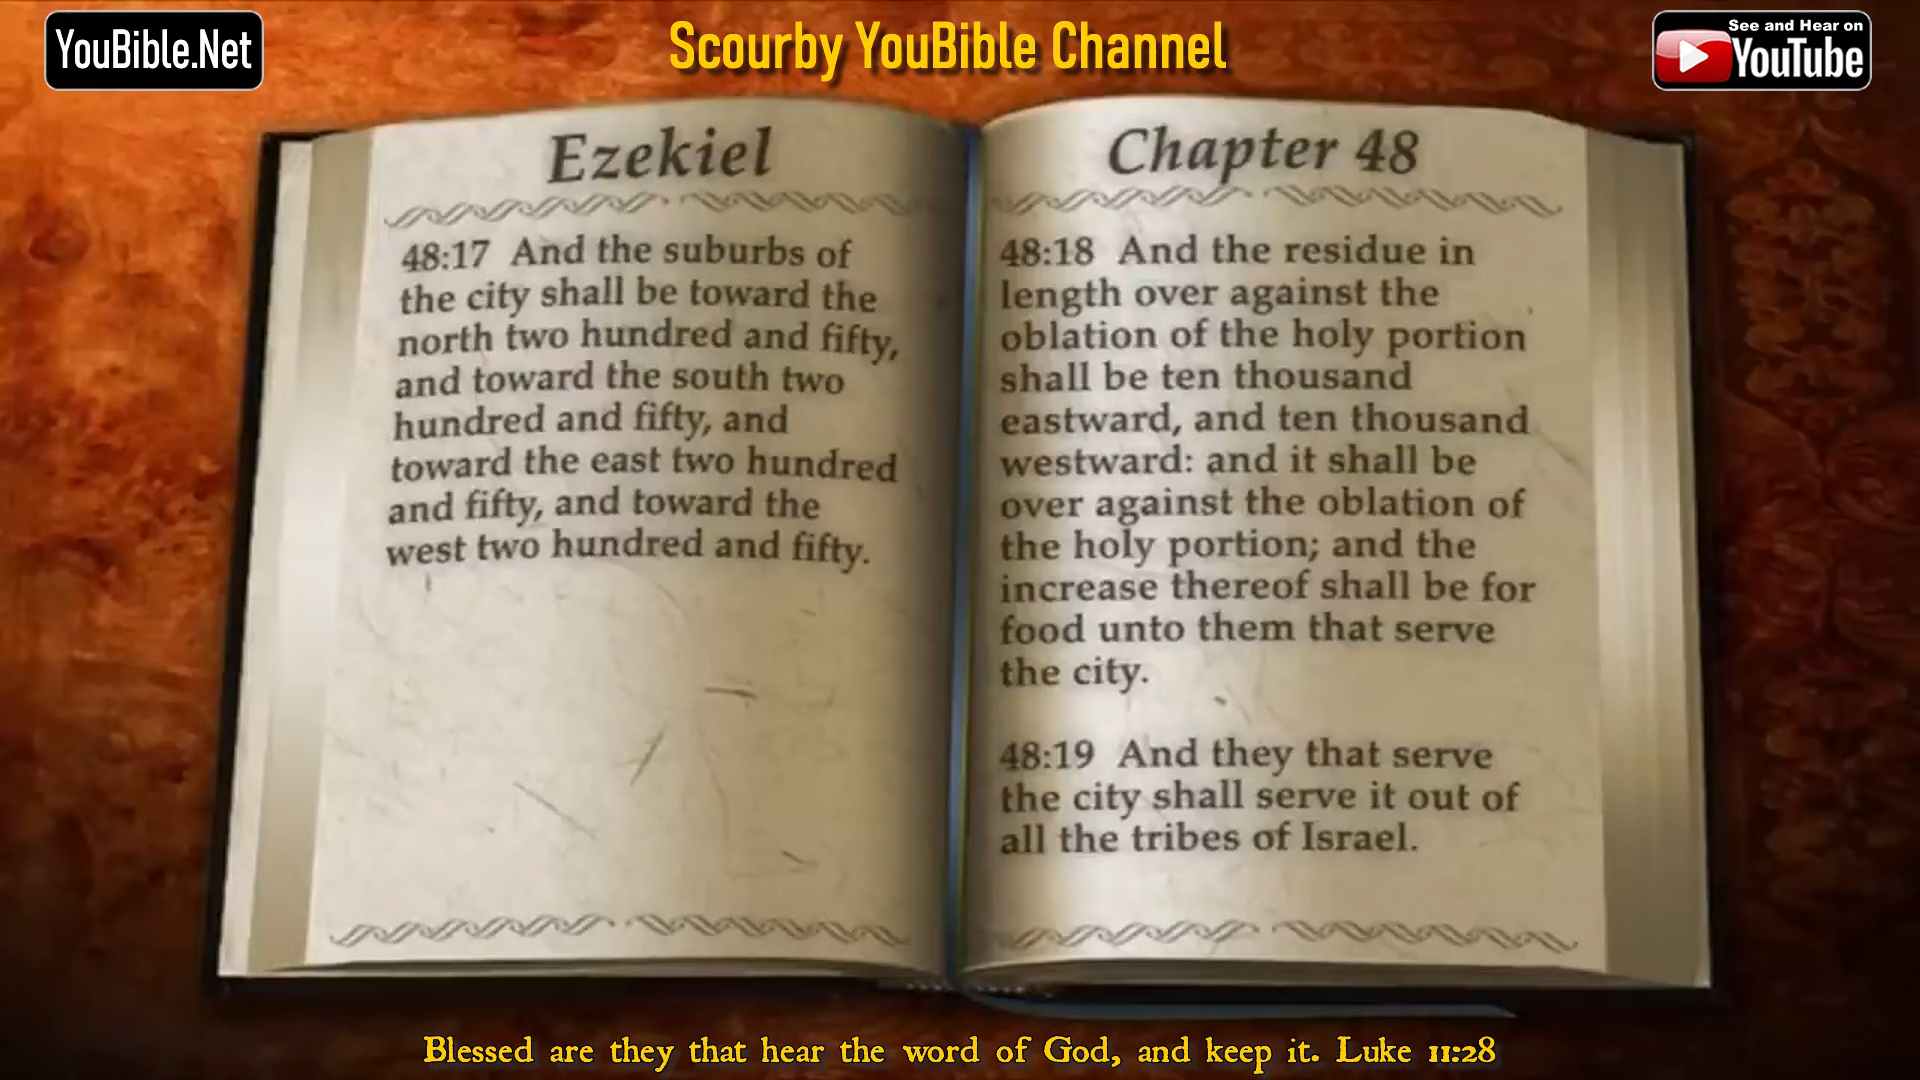 YouBible.Net
Scourby YouBible Channel
See and Hear on
YouTube
Ezekiel
48:17 And the suburbs of
the city shall be toward the
north two hundred and fifty,
and toward the south two
hundred and fifty, and
toward the east two hundred
and fifty, and toward the
west two hundred and fifty.
Chapter 48
48:18 And the residue in
length over against the
oblation of the holy portion
shall be ten thousand
eastward, and ten thousand
westward: and it shall be
over against the oblation of
the holy portion; and the
increase thereof shall be for
food unto them that serve
the city.
48:19 And they that serve
the city shall serve it out of
all the tribes of Israel.
Blessed are they that hear the word of God, and keep it. Luke 11:28